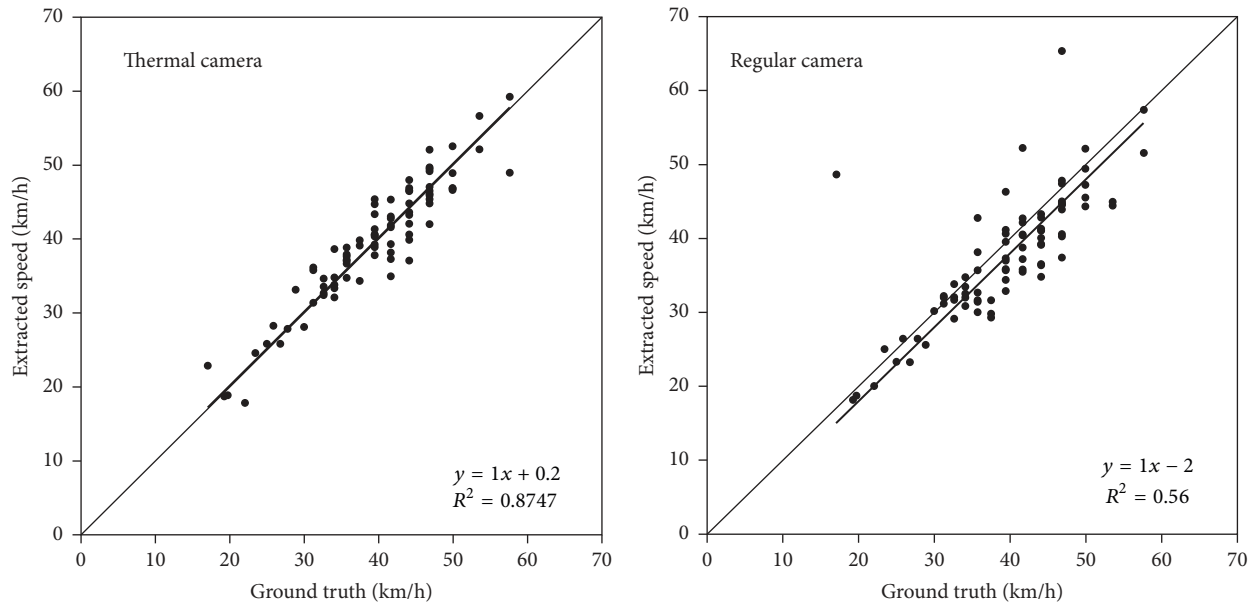 70
60
50
40
30
20
10
0
Extracted speed (km/h)
Thermal camera
y = 1x + 0.2
R² = 0.8747
0 10 20 30 40 50 60 70
Ground truth (km/h)
70
60
50
40
30
20
10
0
Extracted speed (km/h)
Regular camera
y = 1x − 2
R² = 0.56
0 10 20 30 40 50 60 70
Ground truth (km/h)